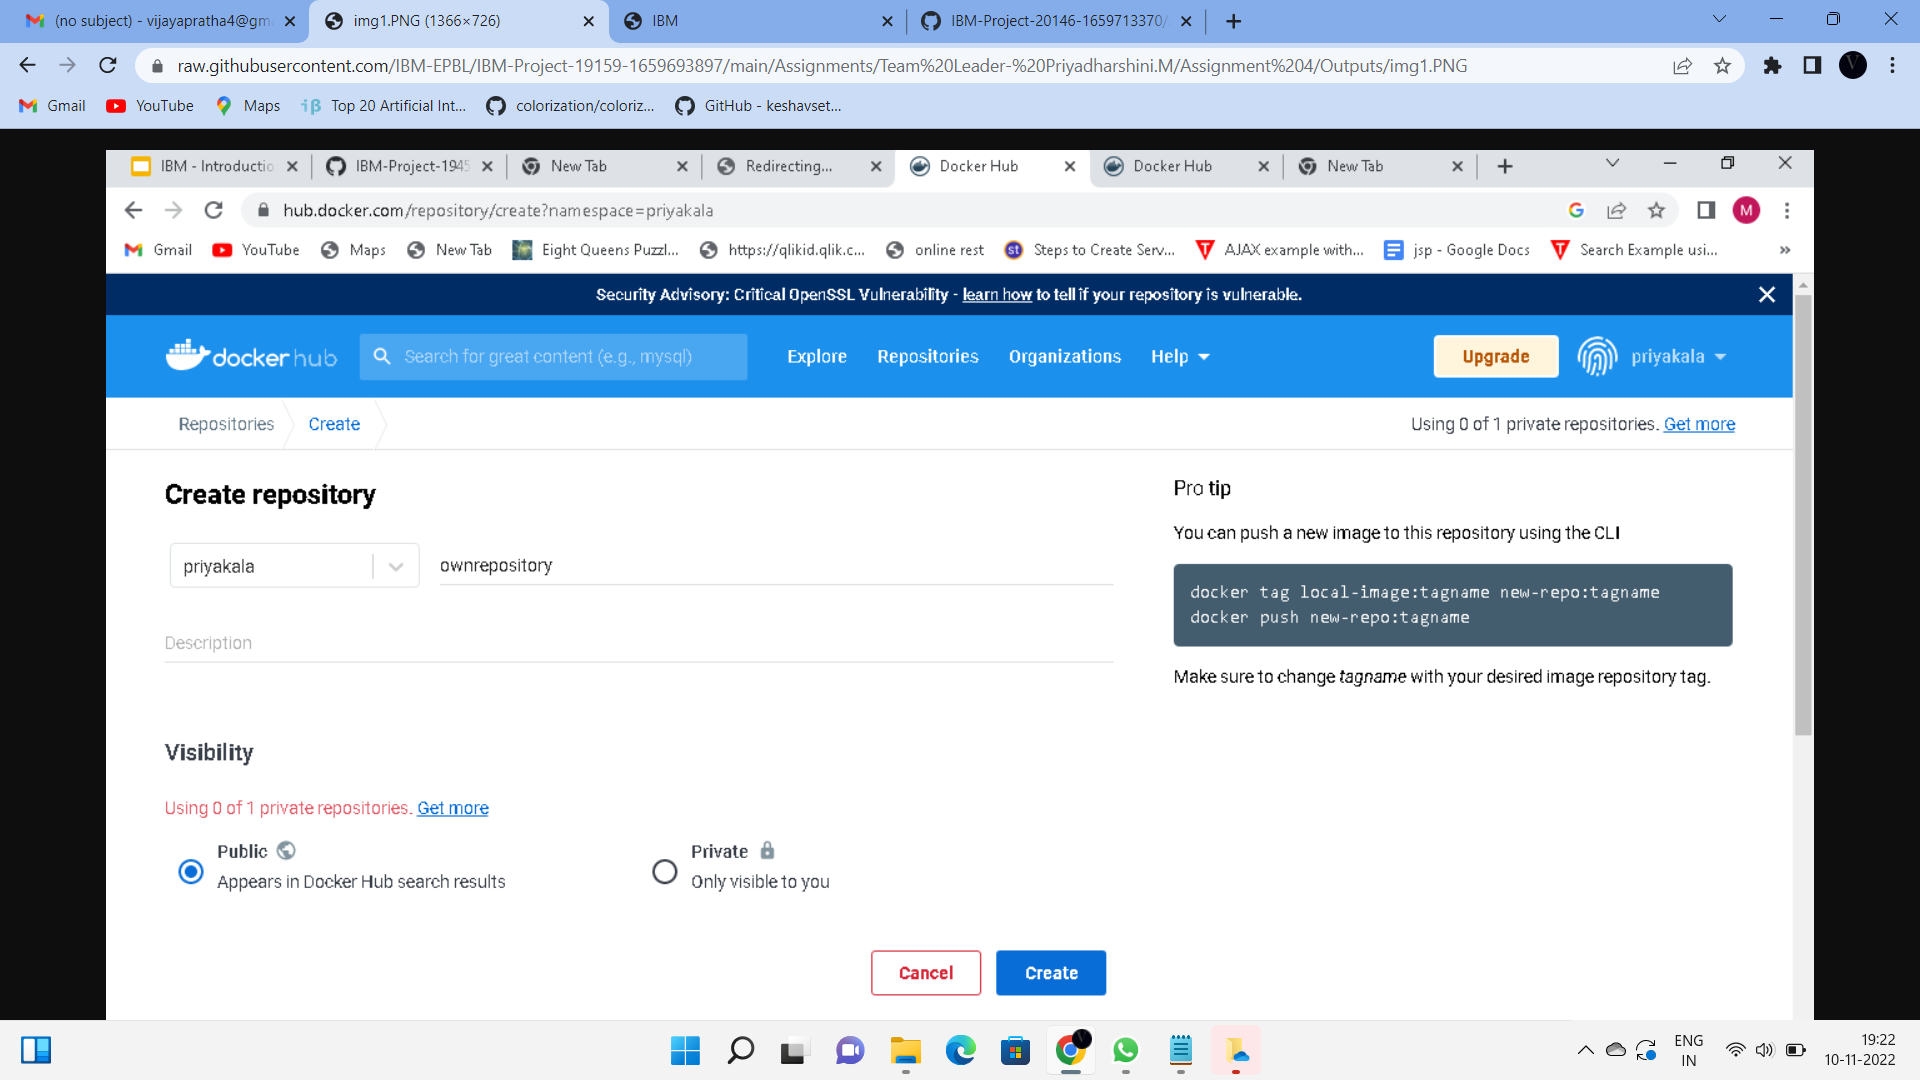 (no subject) - vijayapratha4@gm
img1.PNG (1366×726)
IBM
IBM-Project-20146-1659713370/
raw.githubusercontent.com/IBM-EPBL/IBM-Project-19159-1659693897/main/Assignments/Team%20Leader-%20Priyadharshini.M/Assignment%204/Outputs/img1.PNG
V
Gmail
YouTube
Maps
Top 20 Artificial Int...
colorization/coloriz...
GitHub - keshavset...
IBM - Introductio
IBM-Project-1945
New Tab
Redirecting...
Docker Hub
Docker Hub
New Tab
hub.docker.com/repository/create?namespace=priyakala
M
Gmail
YouTube
Maps
New Tab
Eight Queens Puzzl...
https://qlikid.qlik.c...
online rest
st
Steps to Create Serv...
AJAX example with...
jsp - Google Docs
Search Example usi...
»
Security Advisory: Critical OpenSSL Vulnerability - learn how to tell if your repository is vulnerable.
docker hub
Search for great content (e.g., mysql)
Explore
Repositories
Organizations
Help
Upgrade
priyakala
Repositories
Create
Using 0 of 1 private repositories. Get more
Create repository
priyakala
ownrepository
Description
Pro tip
You can push a new image to this repository using the CLI
docker tag local-image:tagname new-repo:tagname
docker push new-repo:tagname
Make sure to change tagname with your desired image repository tag.
Visibility
Using 0 of 1 private repositories. Get more
Public
Appears in Docker Hub search results
Private
Only visible to you
Cancel
Create
ENG
IN
19:22
10-11-2022